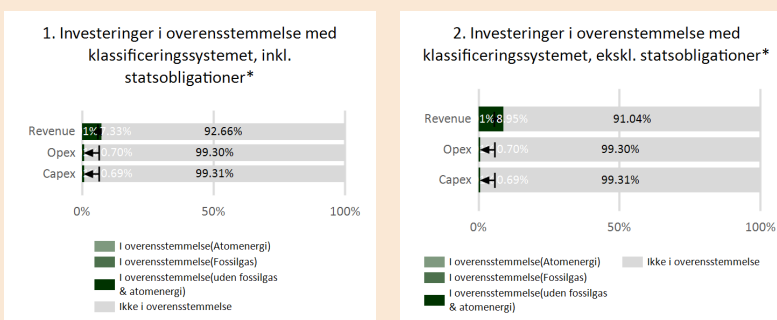 1. Investeringer i overensstemmelse med
klassificeringssystemet, inkl.
statsobligationer*
Revenue 1% 7.33% 92.66%
Opex 0.70% 99.30%
Capex 0.69% 99.31%
0% 50% 100%
I overensstemmelse(Atomenergi)
I overensstemmelse(Fossilgas)
I overensstemmelse(uden fossilgas
& atomenergi)
Ikke i overensstemmelse
2. Investeringer i overenstemmelse med
klassificeringssystemet, ekskl. statsobligationer*
Revenue 1% 8.95% 91.04%
Opex 0.70% 99.30%
Capex 0.69% 99.31%
0% 50% 100%
I overensstemmelse(Atomenergi) Ikke i overensstemmelse
I overensstemmelse(Fossilgas)
I overensstemmelse(uden fossilgas
& atomenergi)